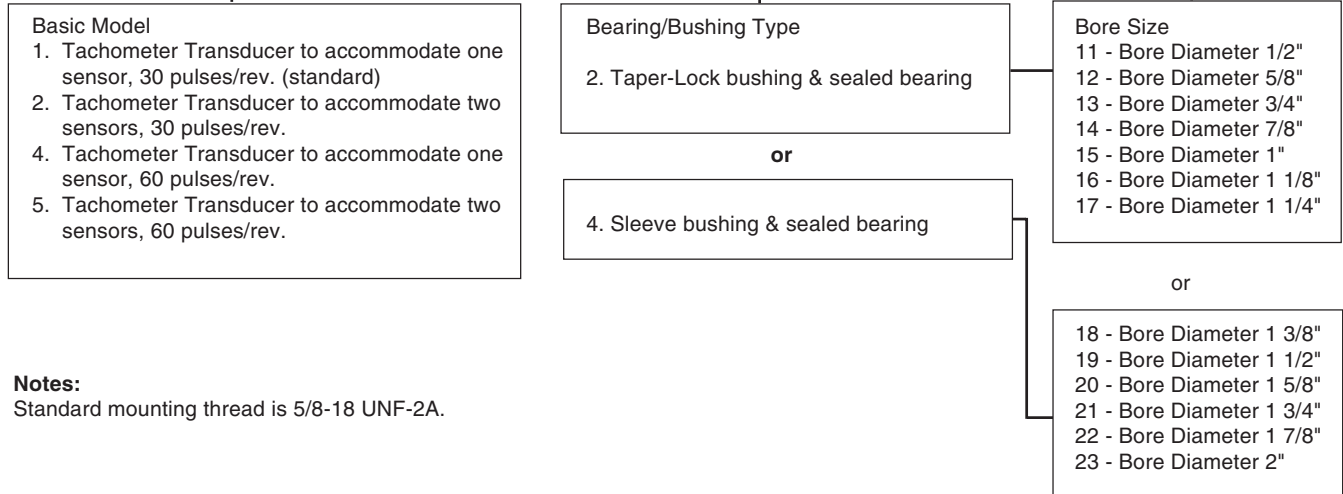 Basic Model
1. Tachometer Transducer to accommodate one
sensor, 30 pulses/rev. (standard)
2. Tachometer Transducer to accommodate two
sensors, 30 pulses/rev.
4. Tachometer Transducer to accommodate one
sensor, 60 pulses/rev.
5. Tachometer Transducer to accommodate two
sensors, 60 pulses/rev.
Bearing/Bushing Type
2. Taper-Lock bushing & sealed bearing
or
4. Sleeve bushing & sealed bearing
Bore Size
11 - Bore Diameter 1/2"
12 - Bore Diameter 5/8"
13 - Bore Diameter 3/4"
14 - Bore Diameter 7/8"
15 - Bore Diameter 1"
16 - Bore Diameter 1 1/8"
17 - Bore Diameter 1 1/4"
or
18 - Bore Diameter 1 3/8"
19 - Bore Diameter 1 1/2"
20 - Bore Diameter 1 5/8"
21 - Bore Diameter 1 3/4"
22 - Bore Diameter 1 7/8"
23 - Bore Diameter 2"
Notes:
Standard mounting thread is 5/8-18 UNF-2A.